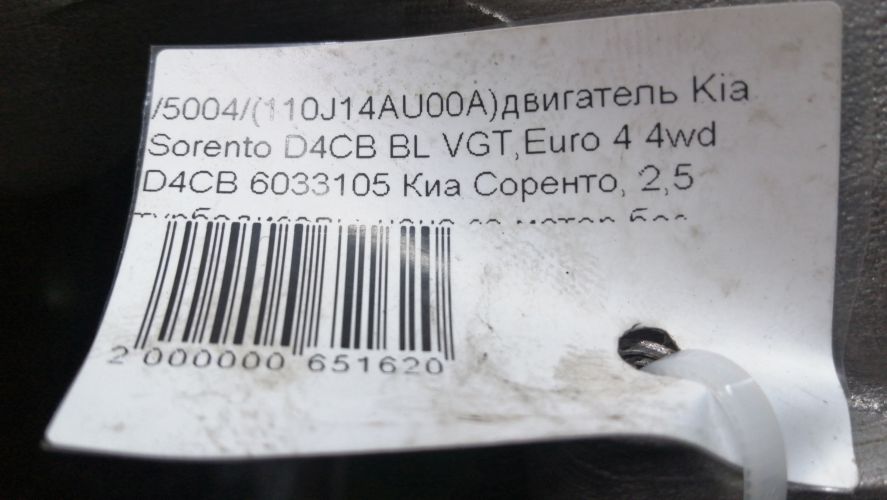 /5004/(110J14AU00A)двигатель Kia
Sorento D4CB BL VGT,Euro 4 4wd
D4CB 6033105 Киа Соренто, 2,5
2 000000 651620